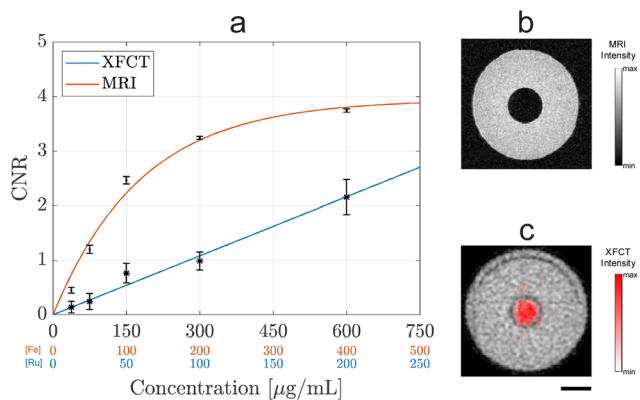 a
5
4
3
2
1
0
CNR
XFCT
MRI
0 150 300 450 600 750
[Fe] 0 100 200 300 400 500
[Ru] 0 50 100 150 200 250
Concentration [μg/mL]
b
MRI
Intensity
max
min
c
XFCT
Intensity
max
min